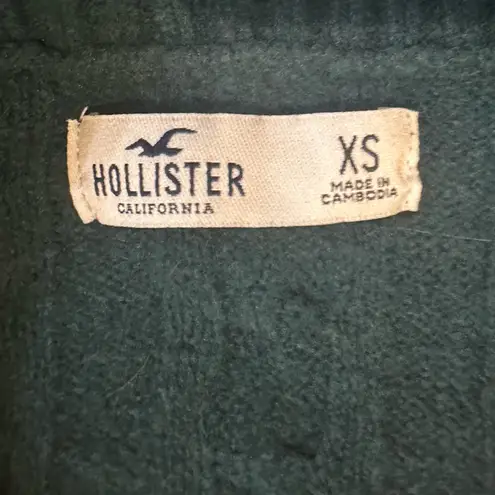 HOLLISTER
CALIFORNIA
XS
MADE IN
CAMBODIA